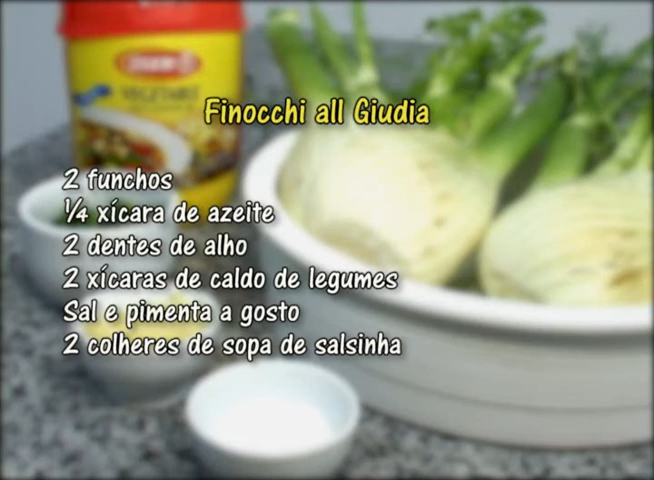 Finocchi all Giudia
2 funchos
¼ xícara de azeite
2 dentes de alho
2 xícaras de caldo de legumes
Sal e pimenta a gosto
2 colheres de sopa de salsinha